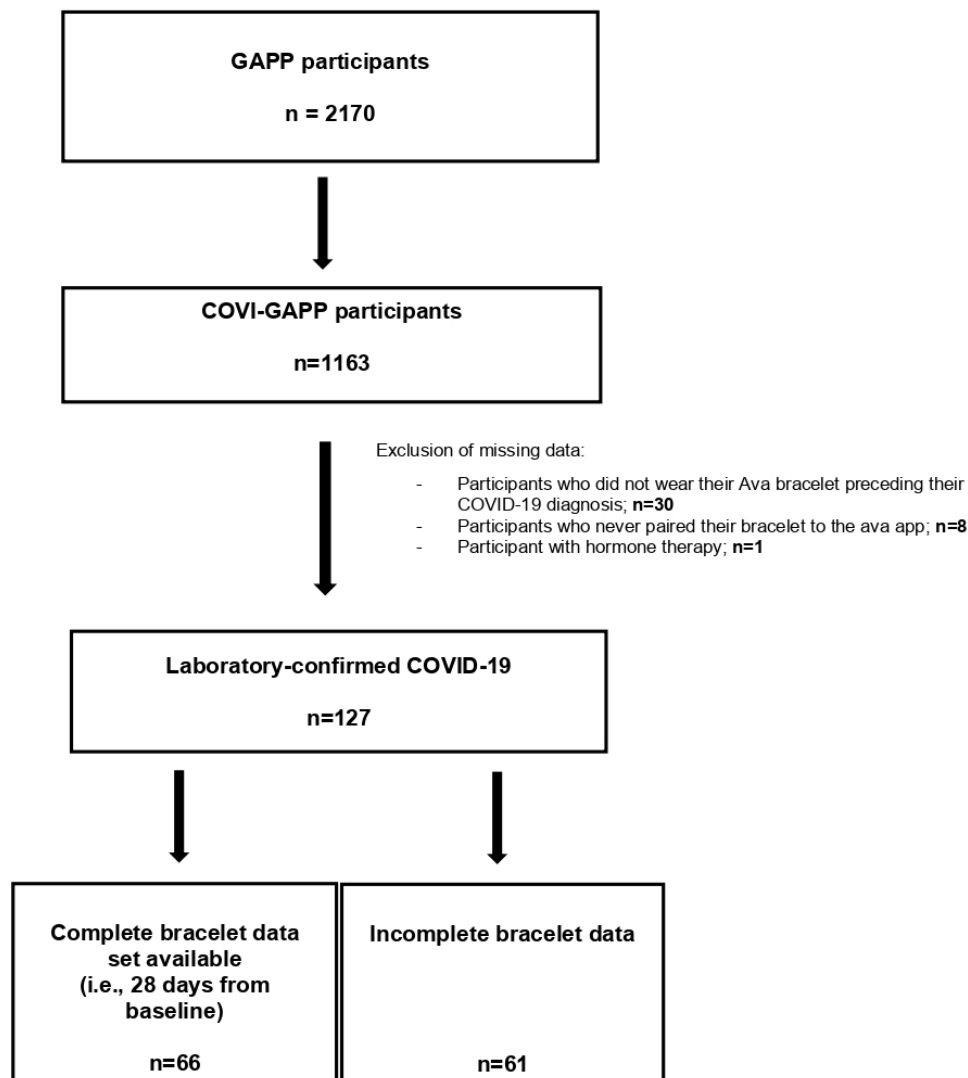 GAPP participants
n = 2170
COVI-GAPP participants
n=1163
Exclusion of missing data:
- Participants who did not wear their Ava bracelet preceding their
COVID-19 diagnosis; n=30
- Participants who never paired their bracelet to the ava app; n=8
- Participant with hormone therapy; n=1
Laboratory-confirmed COVID-19
n=127
Complete bracelet data
set available
(i.e., 28 days from
baseline)
n=66
Incomplete bracelet data
n=61